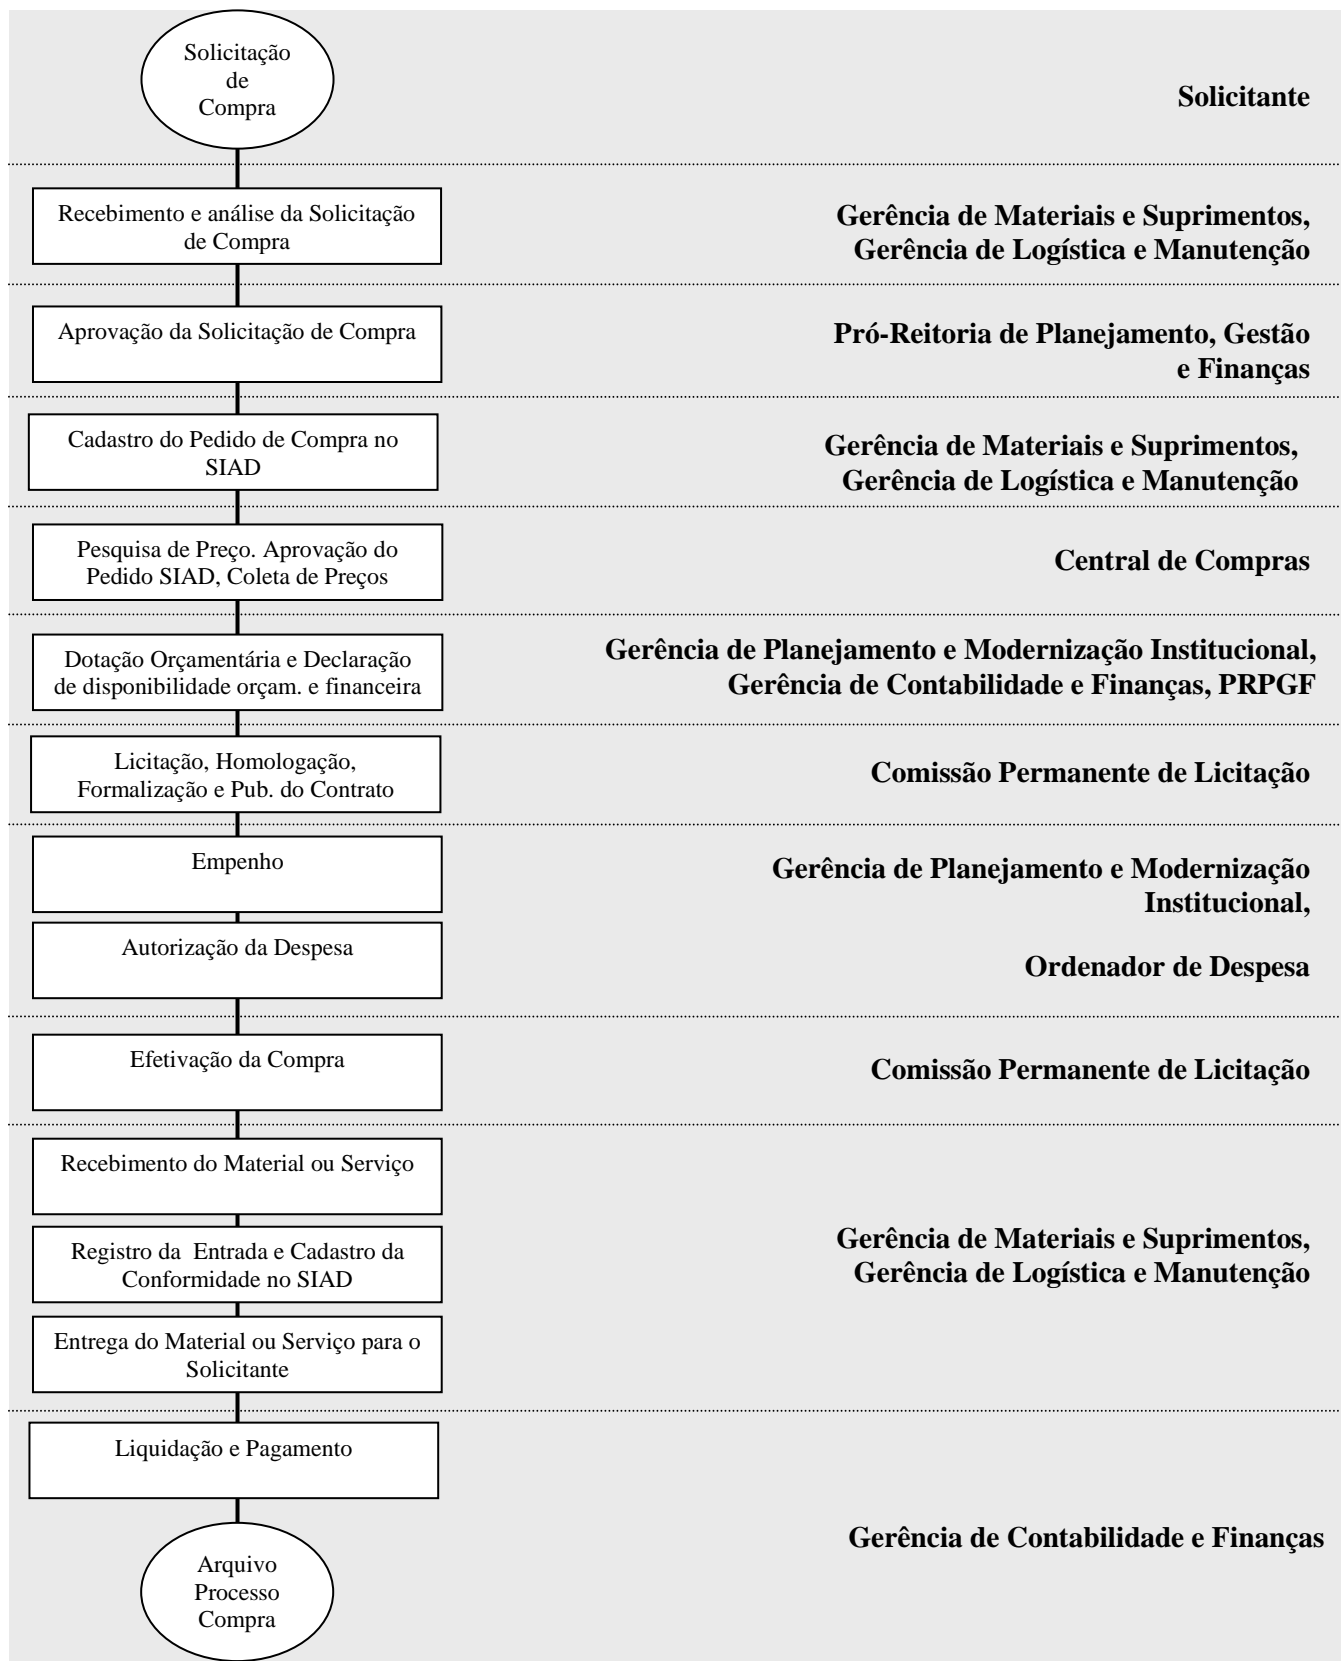 Solicitação
de
Compra
Solicitante
Recebimento e análise da Solicitação
de Compra
Gerência de Materiais e Suprimentos,
Gerência de Logística e Manutenção
Aprovação da Solicitação de Compra
Pró-Reitoria de Planejamento, Gestão
e Finanças
Cadastro do Pedido de Compra no
SIAD
Gerência de Materiais e Suprimentos,
Gerência de Logística e Manutenção
Pesquisa de Preço. Aprovação do
Pedido SIAD, Coleta de Preços
Central de Compras
Dotação Orçamentária e Declaração
de disponibilidade orçam. e financeira
Gerência de Planejamento e Modernização Institucional,
Gerência de Contabilidade e Finanças, PRPGF
Licitação, Homologação,
Formalização e Pub. do Contrato
Comissão Permanente de Licitação
Empenho
Gerência de Planejamento e Modernização
Institucional,
Autorização da Despesa
Ordenador de Despesa
Efetivação da Compra
Comissão Permanente de Licitação
Recebimento do Material ou Serviço
Registro da  Entrada e Cadastro da
Conformidade no SIAD
Entrega do Material ou Serviço para o
Solicitante
Gerência de Materiais e Suprimentos,
Gerência de Logística e Manutenção
Liquidação e Pagamento
Arquivo
Processo
Compra
Gerência de Contabilidade e Finanças